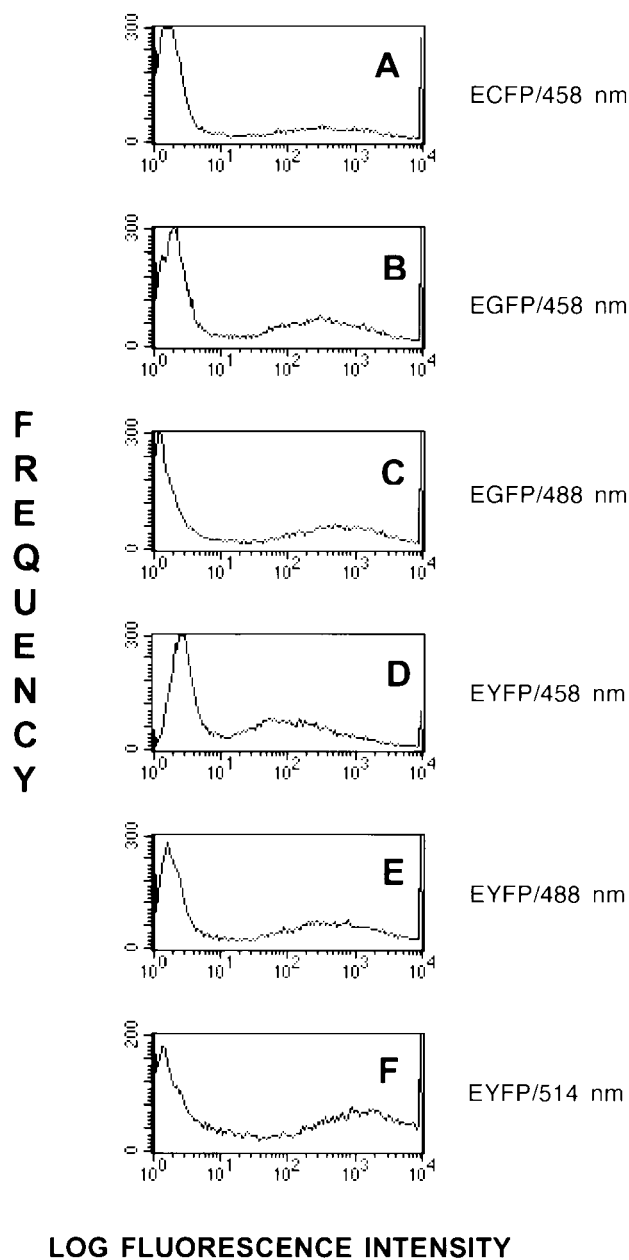 300
A
ECFP/458 nm
0
10^0 10^1 10^2 10^3 10^4
300
B
EGFP/458 nm
0
10^0 10^1 10^2 10^3 10^4
300
C
EGFP/488 nm
0
10^0 10^1 10^2 10^3 10^4
FREQUENCY
300
D
EYFP/458 nm
0
10^0 10^1 10^2 10^3 10^4
300
E
EYFP/488 nm
0
10^0 10^1 10^2 10^3 10^4
200
F
EYFP/514 nm
0
10^0 10^1 10^2 10^3 10^4
LOG FLUORESCENCE INTENSITY